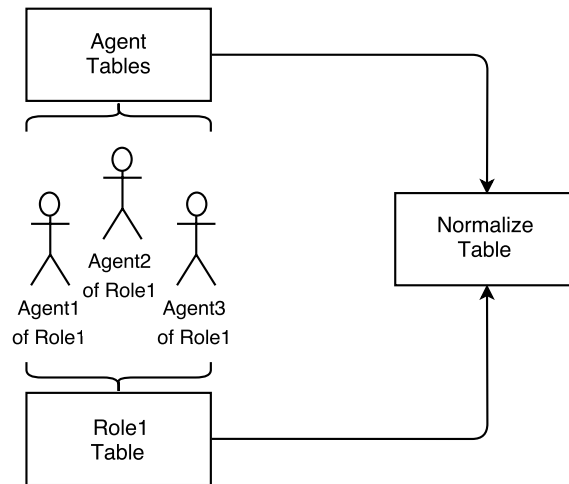 Agent
Tables
Normalize
Table
Agent2
of Role1
Agent1
of Role1
Agent3
of Role1
Role1
Table